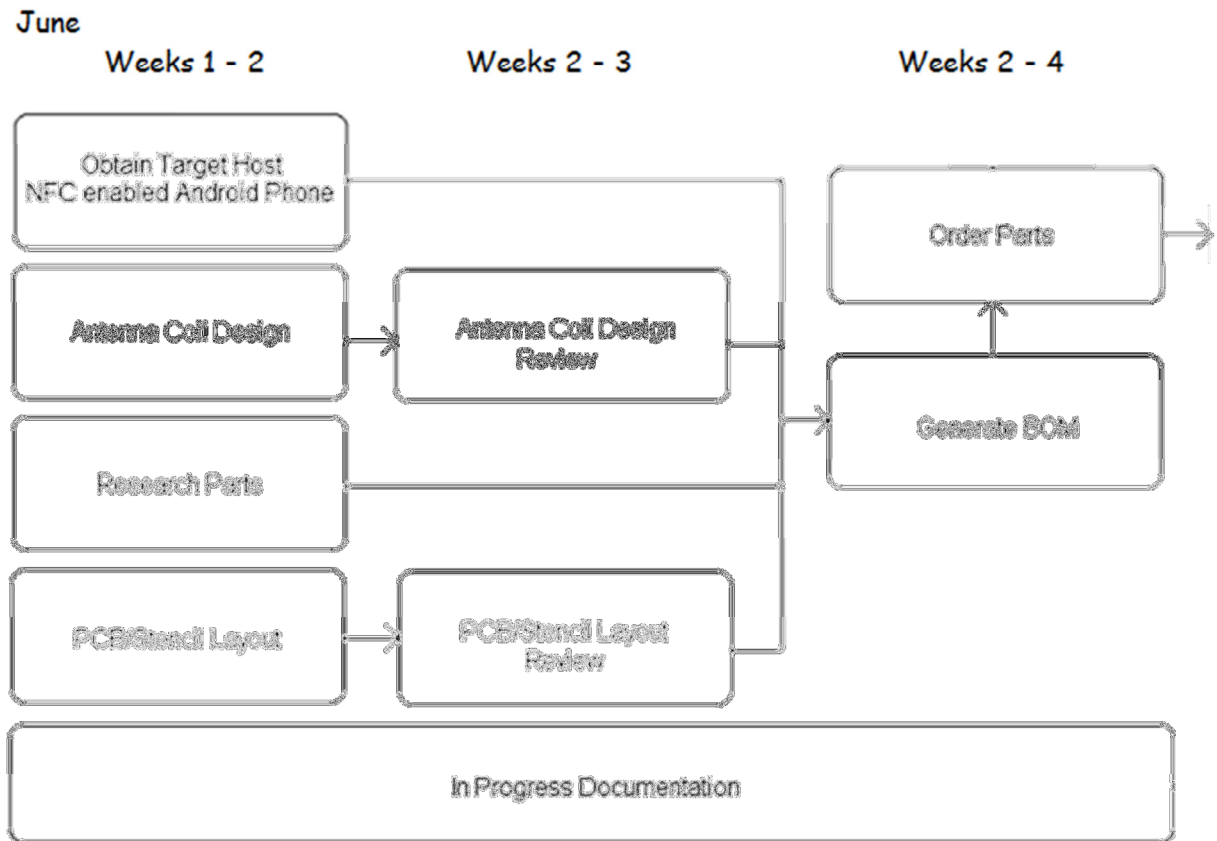 June
Weeks 1 - 2
Weeks 2 - 3
Weeks 2 - 4
Obtain Target Host
NFC enabled Android Phone
Order Parts
Antenna Coil Design
Antenna Coil Design
Review
Generate BOM
Research Parts
PCB/Stencil Layout
PCB/Stencil Layout
Review
In Progress Documentation